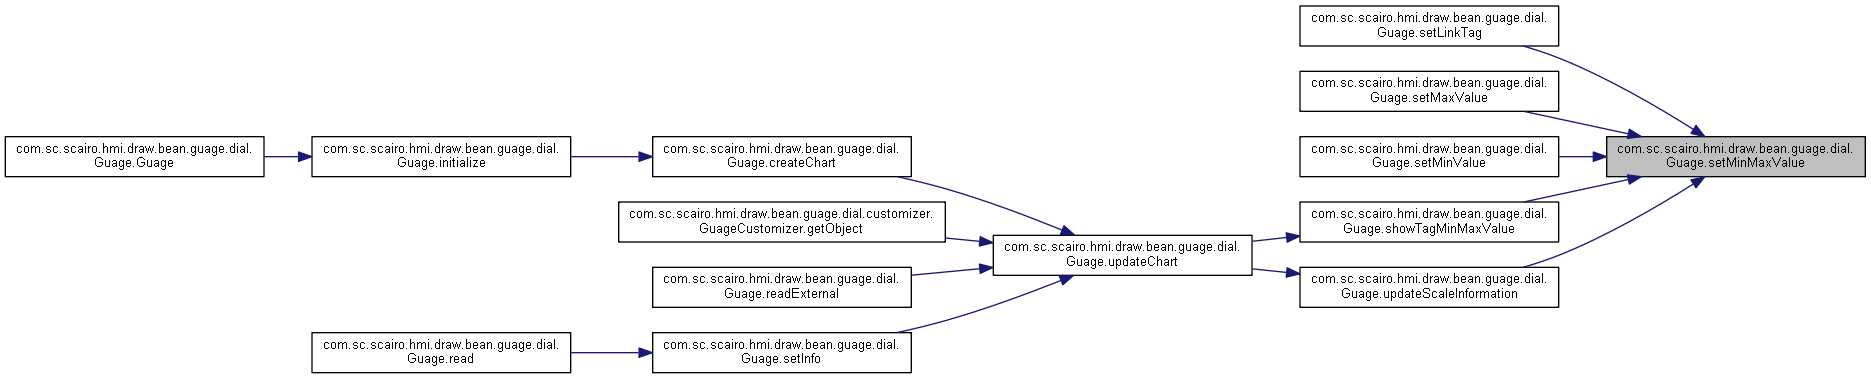 com.sc.scairo.hmi.draw.bean.guage.dial.
Guage.setLinkTag
com.sc.scairo.hmi.draw.bean.guage.dial.
Guage.setMaxValue
com.sc.scairo.hmi.draw.bean.guage.dial.
Guage.Guage
com.sc.scairo.hmi.draw.bean.guage.dial.
Guage.initialize
com.sc.scairo.hmi.draw.bean.guage.dial.
Guage.createChart
com.sc.scairo.hmi.draw.bean.guage.dial.
Guage.setMinValue
com.sc.scairo.hmi.draw.bean.guage.dial.
Guage.setMinMaxValue
com.sc.scairo.hmi.draw.bean.guage.dial.customizer.
GuageCustomizer.getObject
com.sc.scairo.hmi.draw.bean.guage.dial.
Guage.showTagMinMaxValue
com.sc.scairo.hmi.draw.bean.guage.dial.
Guage.updateChart
com.sc.scairo.hmi.draw.bean.guage.dial.
Guage.readExternal
com.sc.scairo.hmi.draw.bean.guage.dial.
Guage.updateScaleInformation
com.sc.scairo.hmi.draw.bean.guage.dial.
Guage.read
com.sc.scairo.hmi.draw.bean.guage.dial.
Guage.setInfo